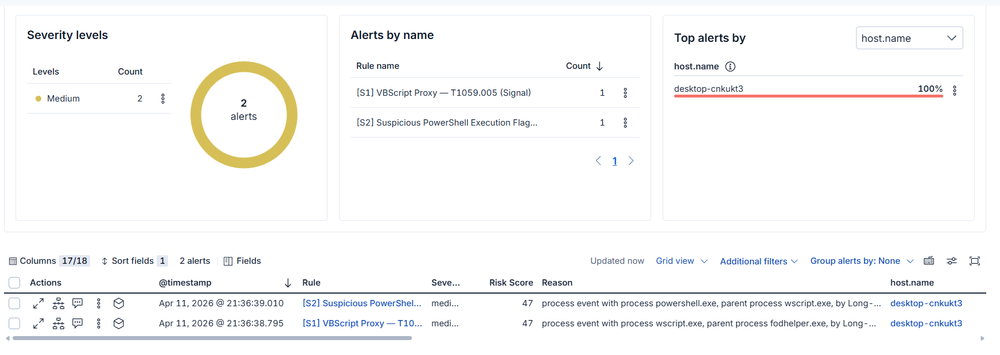 Severity levels
Levels Count
Medium 2
2
alerts
Alerts by name
Rule name Count
[S1] VBScript Proxy — T1059.005 (Signal) 1
[S2] Suspicious PowerShell Execution Flag... 1
1
Top alerts by
host.name
host.name
desktop-cnkukt3 100%
Columns 17/18 Sort fields 1 2 alerts Fields
Updated now Grid view Additional filters Group alerts by: None
Actions @timestamp Rule Seve... Risk Score Reason host.name
Apr 11, 2026 @ 21:36:39.010 [S2] Suspicious PowerShel... medi... 47 process event with process powershell.exe, parent process wscript.exe, by Long-... desktop-cnkukt3
Apr 11, 2026 @ 21:36:38.795 [S1] VBScript Proxy — T10... medi... 47 process event with process wscript.exe, parent process fodhelper.exe, by Long-... desktop-cnkukt3